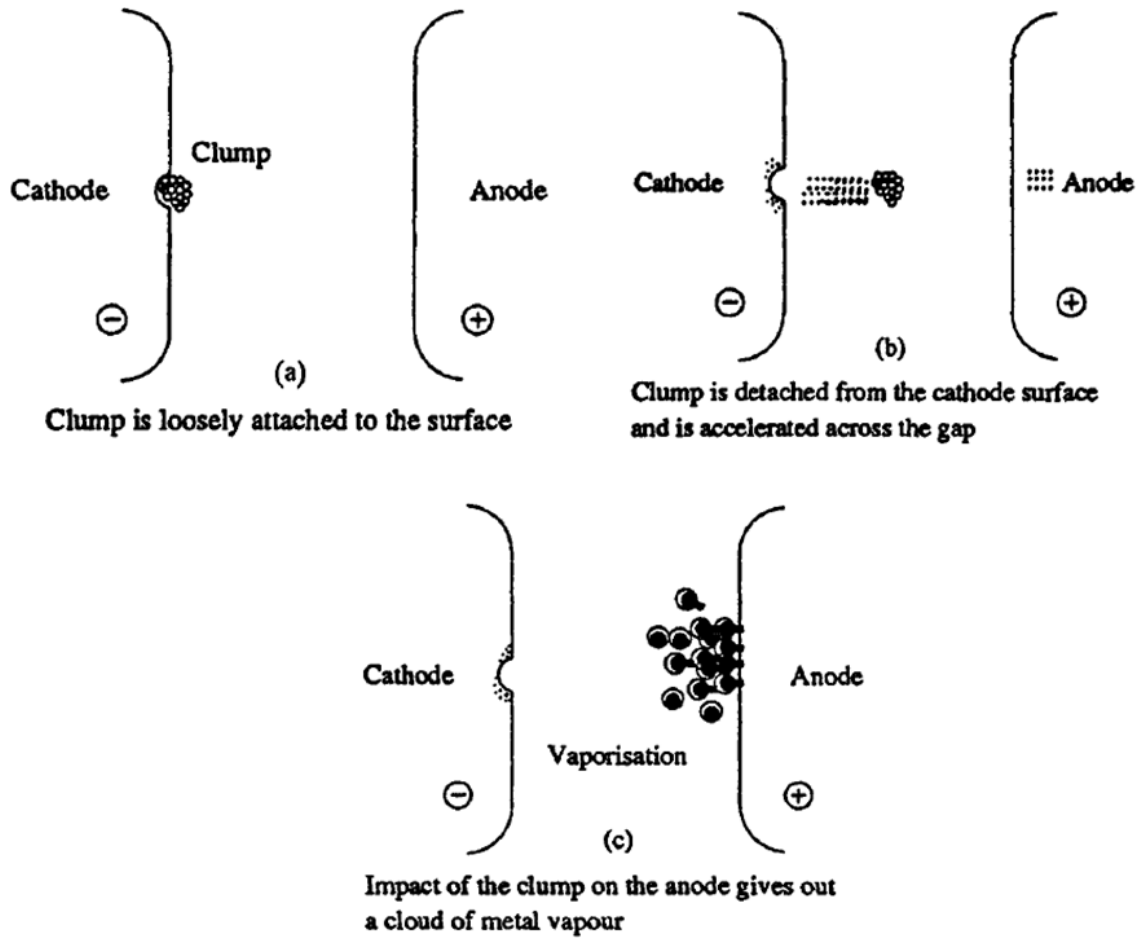 Clump
Cathode
Anode
⊖
⊕
(a)
Clump is loosely attached to the surface
Cathode
Anode
⊖
⊕
(b)
Clump is detached from the cathode surface
and is accelerated across the gap
Cathode
Anode
Vaporisation
⊖
⊕
(c)
Impact of the clump on the anode gives out
a cloud of metal vapour